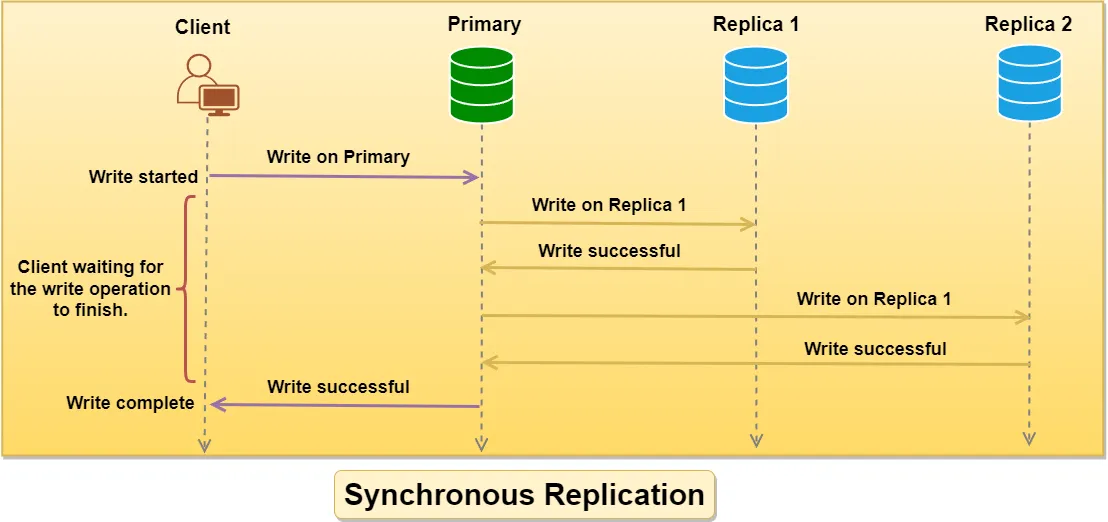 Client
Primary
Replica 1
Replica 2
Write on Primary
Write started
Write on Replica 1
Write successful
Client waiting for
the write operation
to finish.
Write on Replica 1
Write successful
Write successful
Write complete
Synchronous Replication